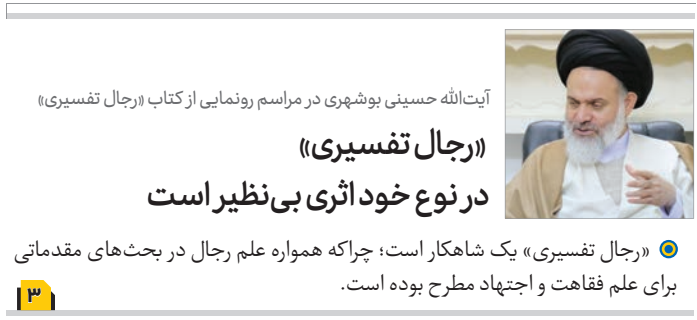 آیت‌الله حسینی بوشهری در مراسم رونمایی از کتاب «رجال تفسیری»
«رجال تفسیری»
در نوع خود اثری بی‌نظیر است
«رجال تفسیری» یک شاهکار است؛ چراکه همواره علم رجال در بحث‌های مقدماتی
برای علم فقاهت و اجتهاد مطرح بوده است.
۳